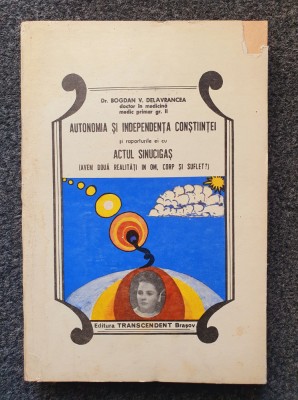 Dr. BOGDAN V. DELAVRANCEA
doctor în medicină
medic primar gr. II
AUTONOMIA ȘI INDEPENDENȚA CONȘTIINȚEI
și raporturile ei cu
ACTUL SINUCIGAȘ
(AVEM DOUĂ REALITĂȚI ÎN OM, CORP ȘI SUFLET?)
Editura TRANSCENDENT Brașov